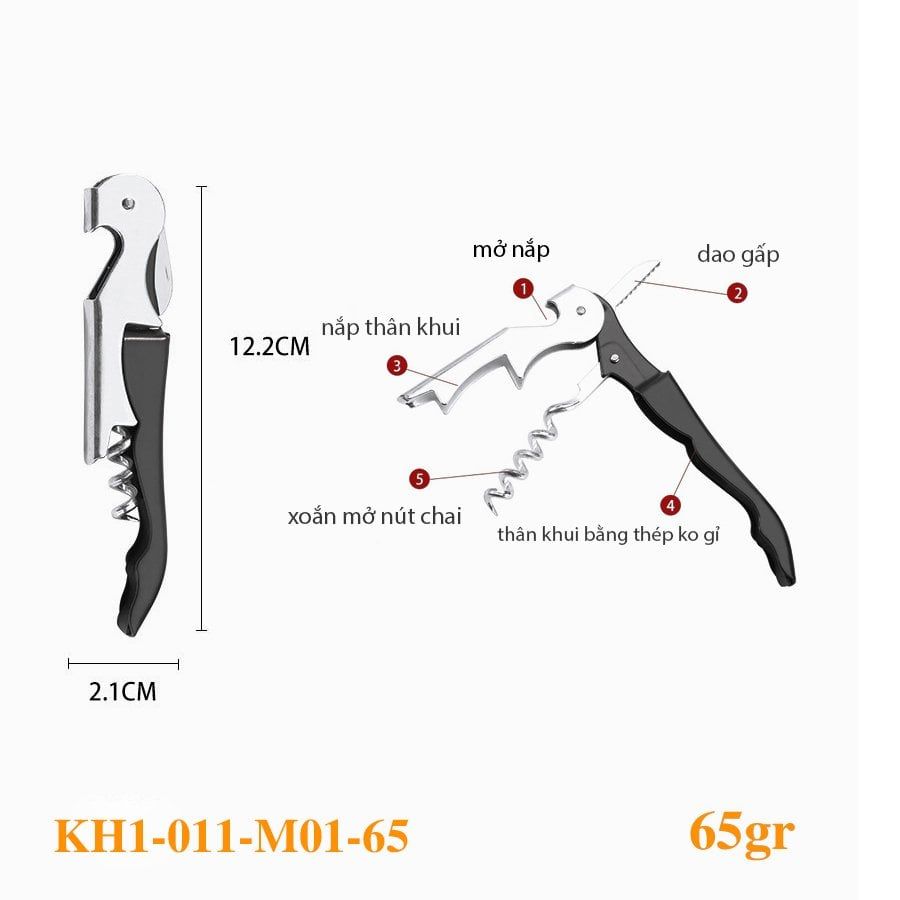 mở nắp
1
dao gấp
2
nắp thân khui
3
12.2CM
5
xoắn mở nút chai
4
thân khui bằng thép ko gỉ
2.1CM
KH1-011-M01-65
65gr